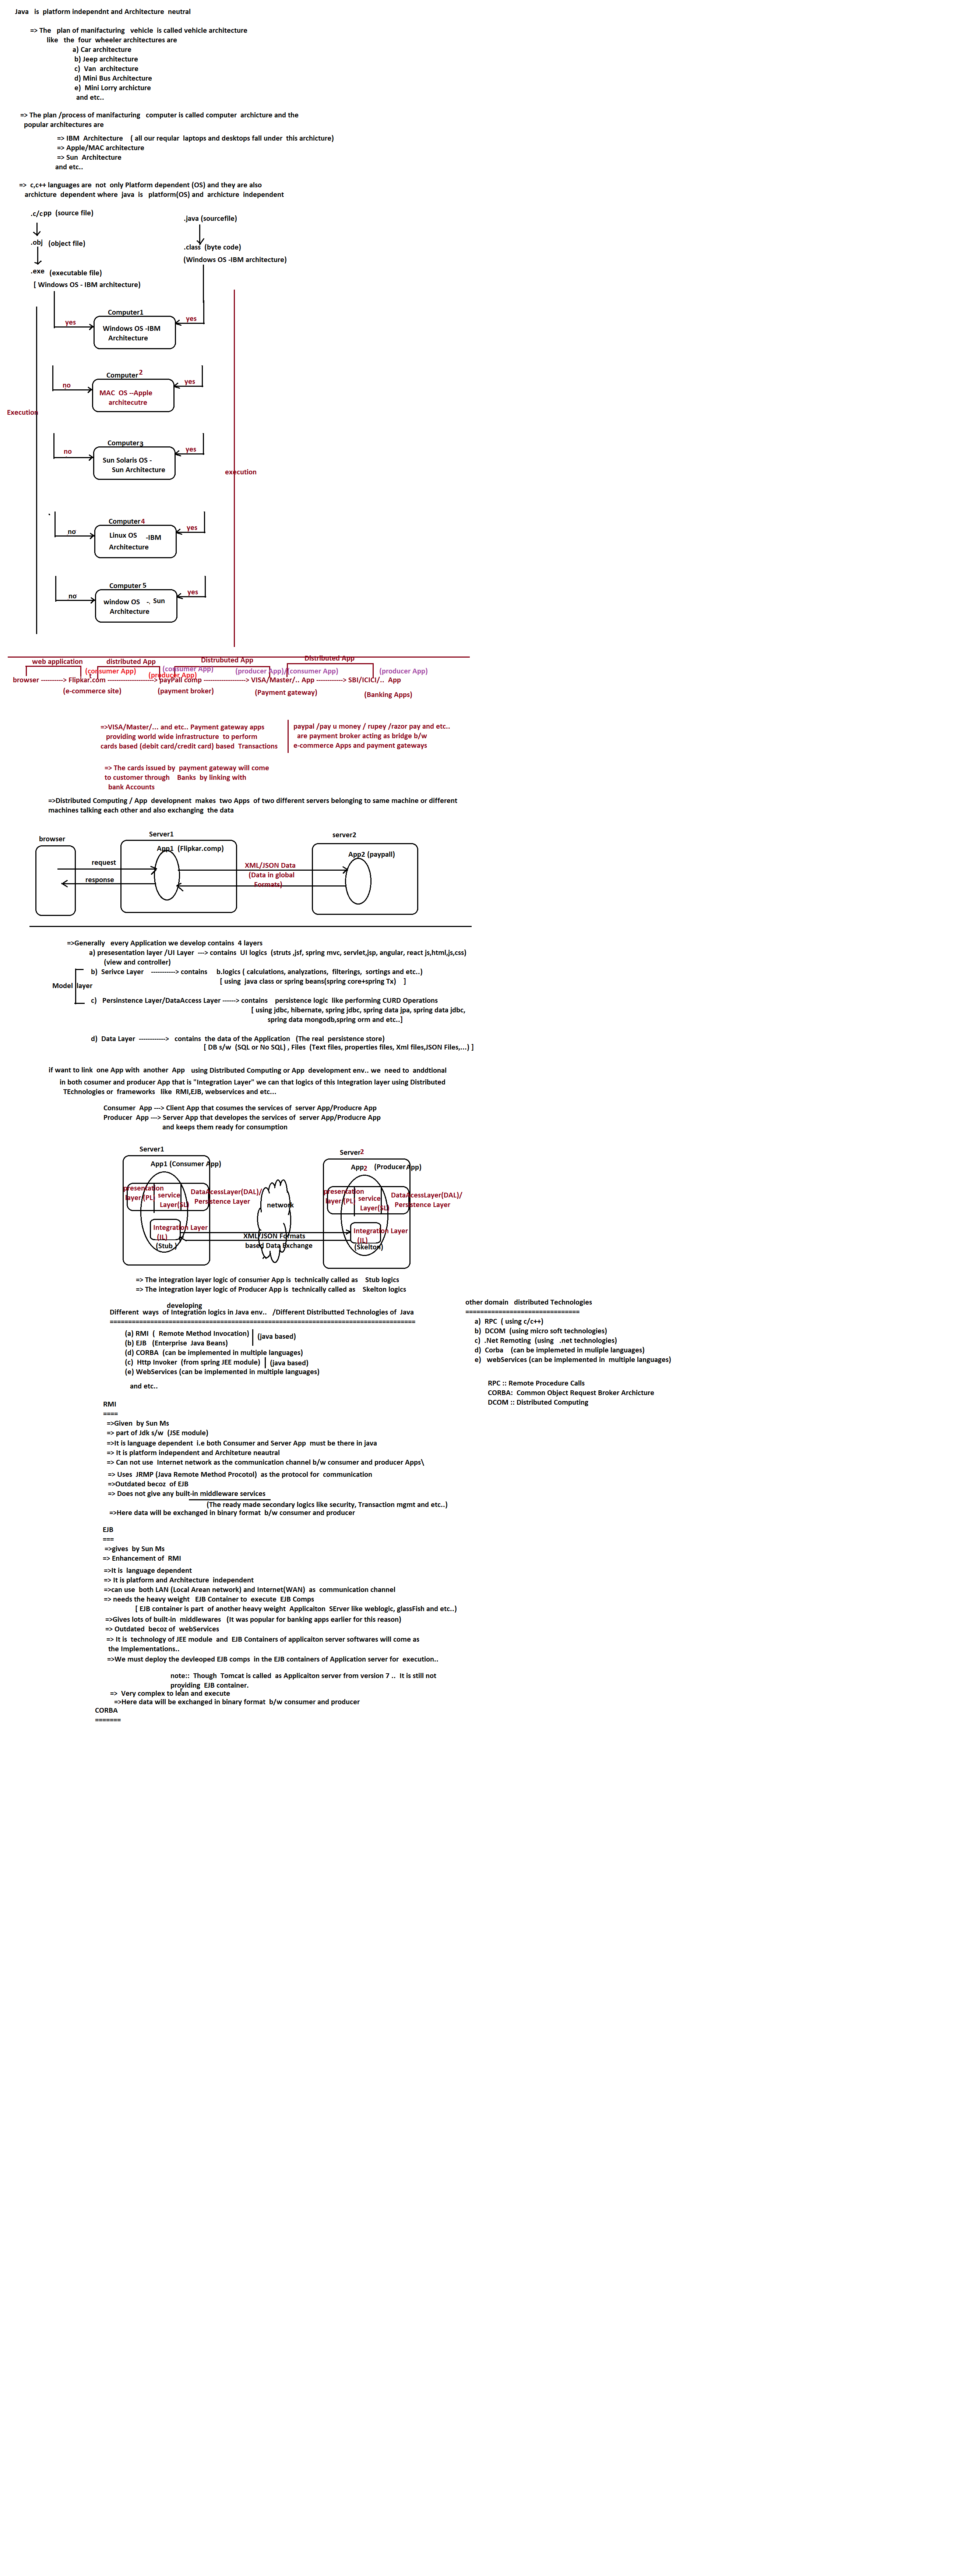 Java is platform independnt and Architecture neutral
=> The plan of manifacturing vehicle is called vehicle architecture
like the four wheeler architectures are
a) Car architecture
b) Jeep architecture
c) Van architecture
d) Mini Bus Architecture
e) Mini Lorry archicture
and etc..
=> The plan /process of manifacturing computer is called computer archicture and the
popular architectures are
=> IBM Architecture ( all our reqular laptops and desktops fall under this archicture)
=> Apple/MAC architecture
=> Sun Architecture
and etc..
=> c,c++ languages are not only Platform dependent (OS) and they are also
archicture dependent where java is platform(OS) and archicture independent
.c/cpp (source file)
.java (sourcefile)
.obj (object file)
.class (byte code)
(Windows OS -IBM architecture)
.exe (executable file)
[ Windows OS - IBM architecture)
Computer1
yes
Windows OS -IBM
Architecture
yes
Computer2
no
MAC OS --Apple
architecutre
yes
Execution
Computer3
no
Sun Solaris OS -
Sun Architecture
yes
execution
Computer4
no
Linux OS -IBM
Architecture
yes
Computer 5
no
window OS -. Sun
Architecture
yes
web application
distributed App
Distrubuted App
Distributed App
(consumer App)
(consumer App)
(producer App)/(consumer App)
(producer App)
(producer App)
browser ----------> Flipkar.com --------------------> payPall comp ------------------> VISA/Master/.. App -----------> SBI/ICICI/.. App
(e-commerce site)
(payment broker)
(Payment gateway)
(Banking Apps)
=>VISA/Master/... and etc.. Payment gateway apps
providing world wide infrastructure to perform
cards based (debit card/credit card) based Transactions
paypal /pay u money / rupey /razor pay and etc..
are payment broker acting as bridge b/w
e-commerce Apps and payment gateways
=> The cards issued by payment gateway will come
to customer through Banks by linking with
bank Accounts
=>Distributed Computing / App development makes two Apps of two different servers belonging to same machine or different
machines talking each other and also exchanging the data
browser
Server1
server2
App1 (Flipkar.comp)
App2 (paypall)
request
response
XML/JSON Data
(Data in global
Formats)
=>Generally every Application we develop contains 4 layers
a) presesentation layer /UI Layer ---> contains UI logics (struts ,jsf, spring mvc, servlet,jsp, angular, react js,html,js,css)
(view and controller)
b) Serivce Layer -----------> contains b.logics ( calculations, analyzations, filterings, sortings and etc..)
[ using java class or spring beans(spring core+spring Tx) ]
Model layer
c) Persinstence Layer/DataAccess Layer ------> contains persistence logic like performing CURD Operations
[ using jdbc, hibernate, spring jdbc, spring data jpa, spring data jdbc,
spring data mongodb,spring orm and etc..]
d) Data Layer ------------> contains the data of the Application (The real persistence store)
[ DB s/w (SQL or No SQL) , Files (Text files, properties files, Xml files,JSON Files,...) ]
if want to link one App with another App using Distributed Computing or App development env.. we need to anddtional
in both cosumer and producer App that is "Integration Layer" we can that logics of this Integration layer using Distributed
TEchnologies or frameworks like RMI,EJB, webservices and etc...
Consumer App ---> Client App that cosumes the services of server App/Producre App
Producer App ---> Server App that developes the services of server App/Producre App
and keeps them ready for consumption
Server1
Server2
App1 (Consumer App)
App2 (ProducerApp)
presentation
layer (PL)
service
Layer(SL)
DataAcessLayer(DAL)/
Persistence Layer
network
presentation
layer (PL)
service
Layer(SL)
DataAcessLayer(DAL)/
Persistence Layer
Integration Layer
(IL)
(Stub )
XML/JSON Formats
based Data Exchange
Integration Layer
(IL)
(Skelton)
=> The integration layer logic of consumer App is technically called as Stub logics
=> The integration layer logic of Producer App is technically called as Skelton logics
developing
Different ways of Integration logics in Java env.. /Different Distributted Technologies of Java
==================================================================================
(a) RMI ( Remote Method Invocation)
(b) EJB (Enterprise Java Beans)
(java based)
(d) CORBA (can be implemented in multiple languages)
(c) Http Invoker (from spring JEE module) (java based)
(e) WebServices (can be implemented in multiple languages)
and etc..
other domain distributed Technologies
==============================
a) RPC ( using c/c++)
b) DCOM (using micro soft technologies)
c) .Net Remoting (using .net technologies)
d) Corba (can be implemeted in muliple languages)
e) webServices (can be implemented in multiple languages)
RPC :: Remote Procedure Calls
CORBA: Common Object Request Broker Archicture
DCOM :: Distributed Computing
RMI
====
=>Given by Sun Ms
=> part of Jdk s/w (JSE module)
=>It is language dependent i.e both Consumer and Server App must be there in java
=> It is platform independent and Architeture neautral
=> Can not use Internet network as the communication channel b/w consumer and producer Apps\
=> Uses JRMP (Java Remote Method Procotol) as the protocol for communication
=>Outdated becoz of EJB
=> Does not give any built-in middleware services
(The ready made secondary logics like security, Transaction mgmt and etc..)
=>Here data will be exchanged in binary format b/w consumer and producer
EJB
===
=>gives by Sun Ms
=> Enhancement of RMI
=>It is language dependent
=> It is platform and Architecture independent
=>can use both LAN (Local Arean network) and Internet(WAN) as communication channel
=> needs the heavy weight EJB Container to execute EJB Comps
[ EJB container is part of another heavy weight Applicaiton SErver like weblogic, glassFish and etc..)
=>Gives lots of built-in middlewares (It was popular for banking apps earlier for this reason)
=> Outdated becoz of webServices
=> It is technology of JEE module and EJB Containers of applicaiton server softwares will come as
the Implementations..
=>We must deploy the devleoped EJB comps in the EJB containers of Application server for execution..
note:: Though Tomcat is called as Applicaiton server from version 7 .. It is still not
providing EJB container.
=> Very complex to lean and execute
=>Here data will be exchanged in binary format b/w consumer and producer
CORBA
=======